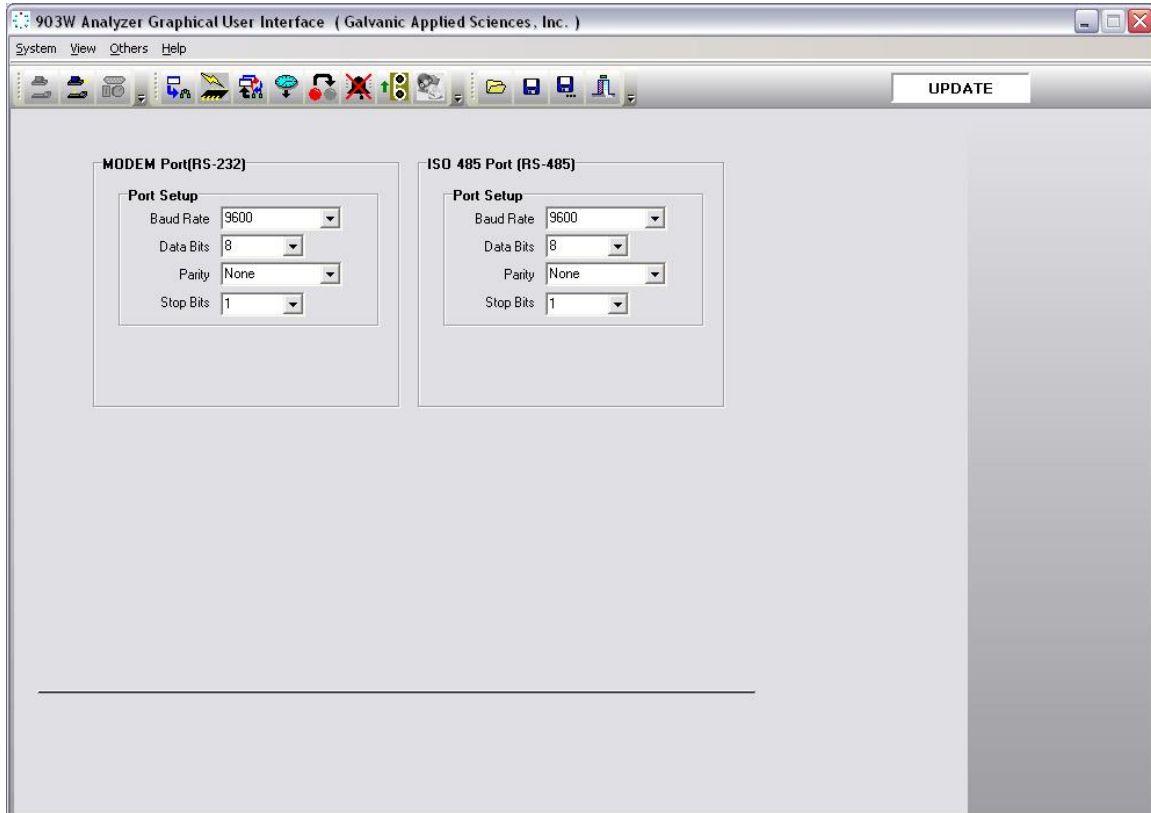 903W Analyzer Graphical User Interface ( Galvanic Applied Sciences, Inc. )
System View Others Help
UPDATE
MODEM Port(RS-232)
Port Setup
Baud Rate 9600
Data Bits 8
Parity None
Stop Bits 1
ISO 485 Port (RS-485)
Port Setup
Baud Rate 9600
Data Bits 8
Parity None
Stop Bits 1